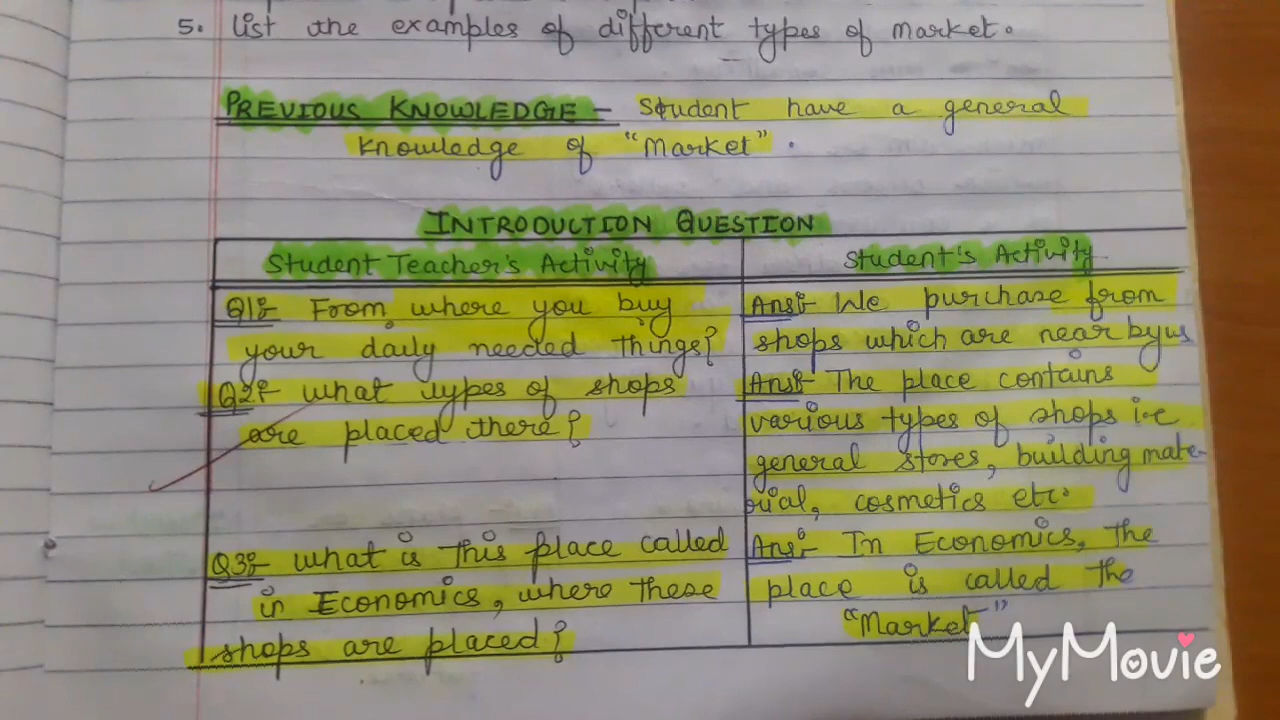 5. List the examples of different types of market.
PREVIOUS KNOWLEDGE - Student have a general
knowledge of "Market".
INTRODUCTION QUESTION
Student Teacher's Activity
Student's Activity
Q1:- From where you buy
your daily needed things?
Ans:- We purchase from
shops which are near by us
Q2:- What types of shops
are placed there?
Ans:- The place contains
various types of shops i.e
general stores, building mate-
rial, cosmetics etc.
Q3:- What is this place called
in Economics, where these
shops are placed?
Ans:- In Economics, the
place is called the
"Market"
MyMovie